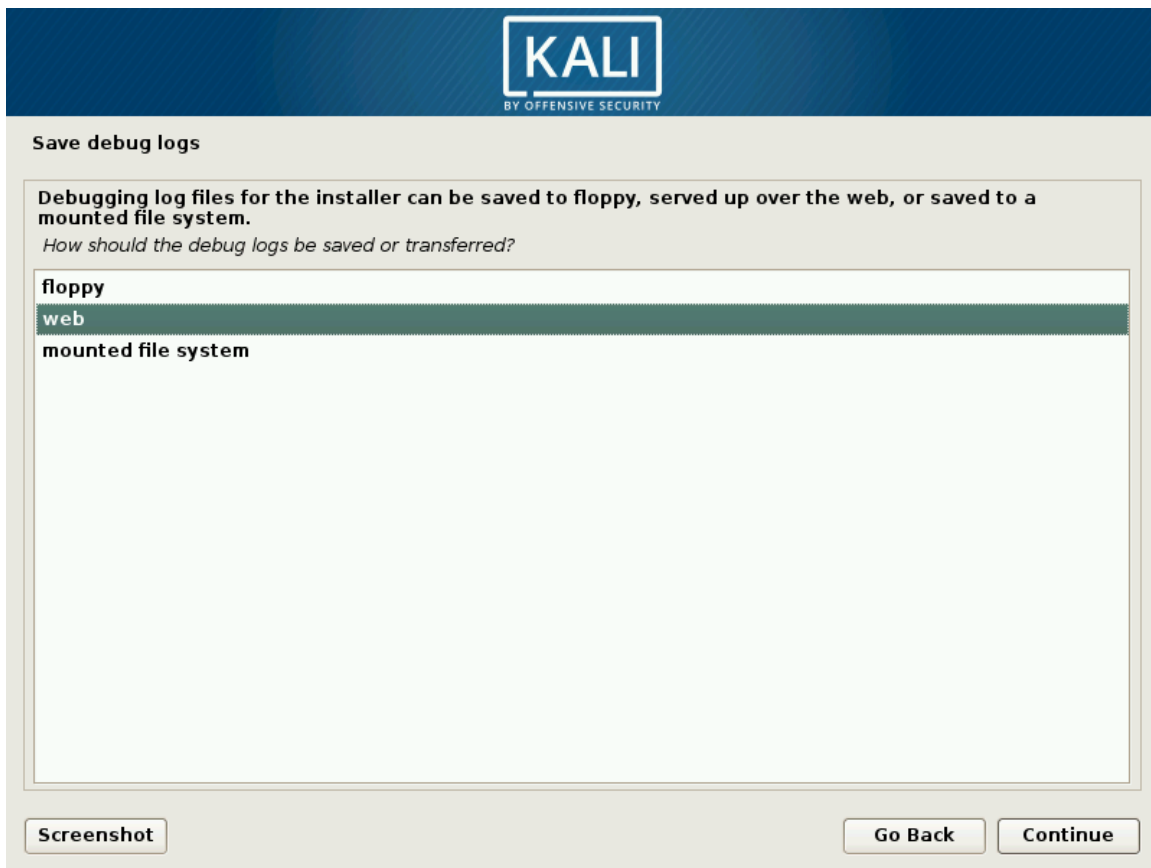 KALI
BY OFFENSIVE SECURITY
Save debug logs
Debugging log files for the installer can be saved to floppy, served up over the web, or saved to a
mounted file system.
How should the debug logs be saved or transferred?
floppy
web
mounted file system
Screenshot
Go Back
Continue